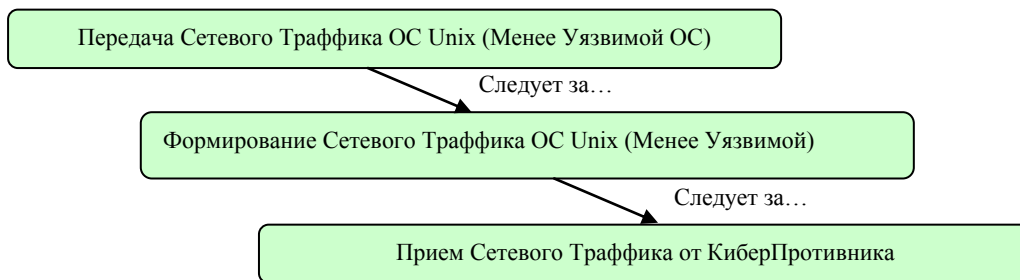 Передача Сетевого Траффика ОС Unix (Менее Уязвимой ОС)
Следует за…
Формирование Сетевого Траффика ОС Unix (Менее Уязвимой)
Следует за…
Прием Сетевого Траффика от КиберПротивника